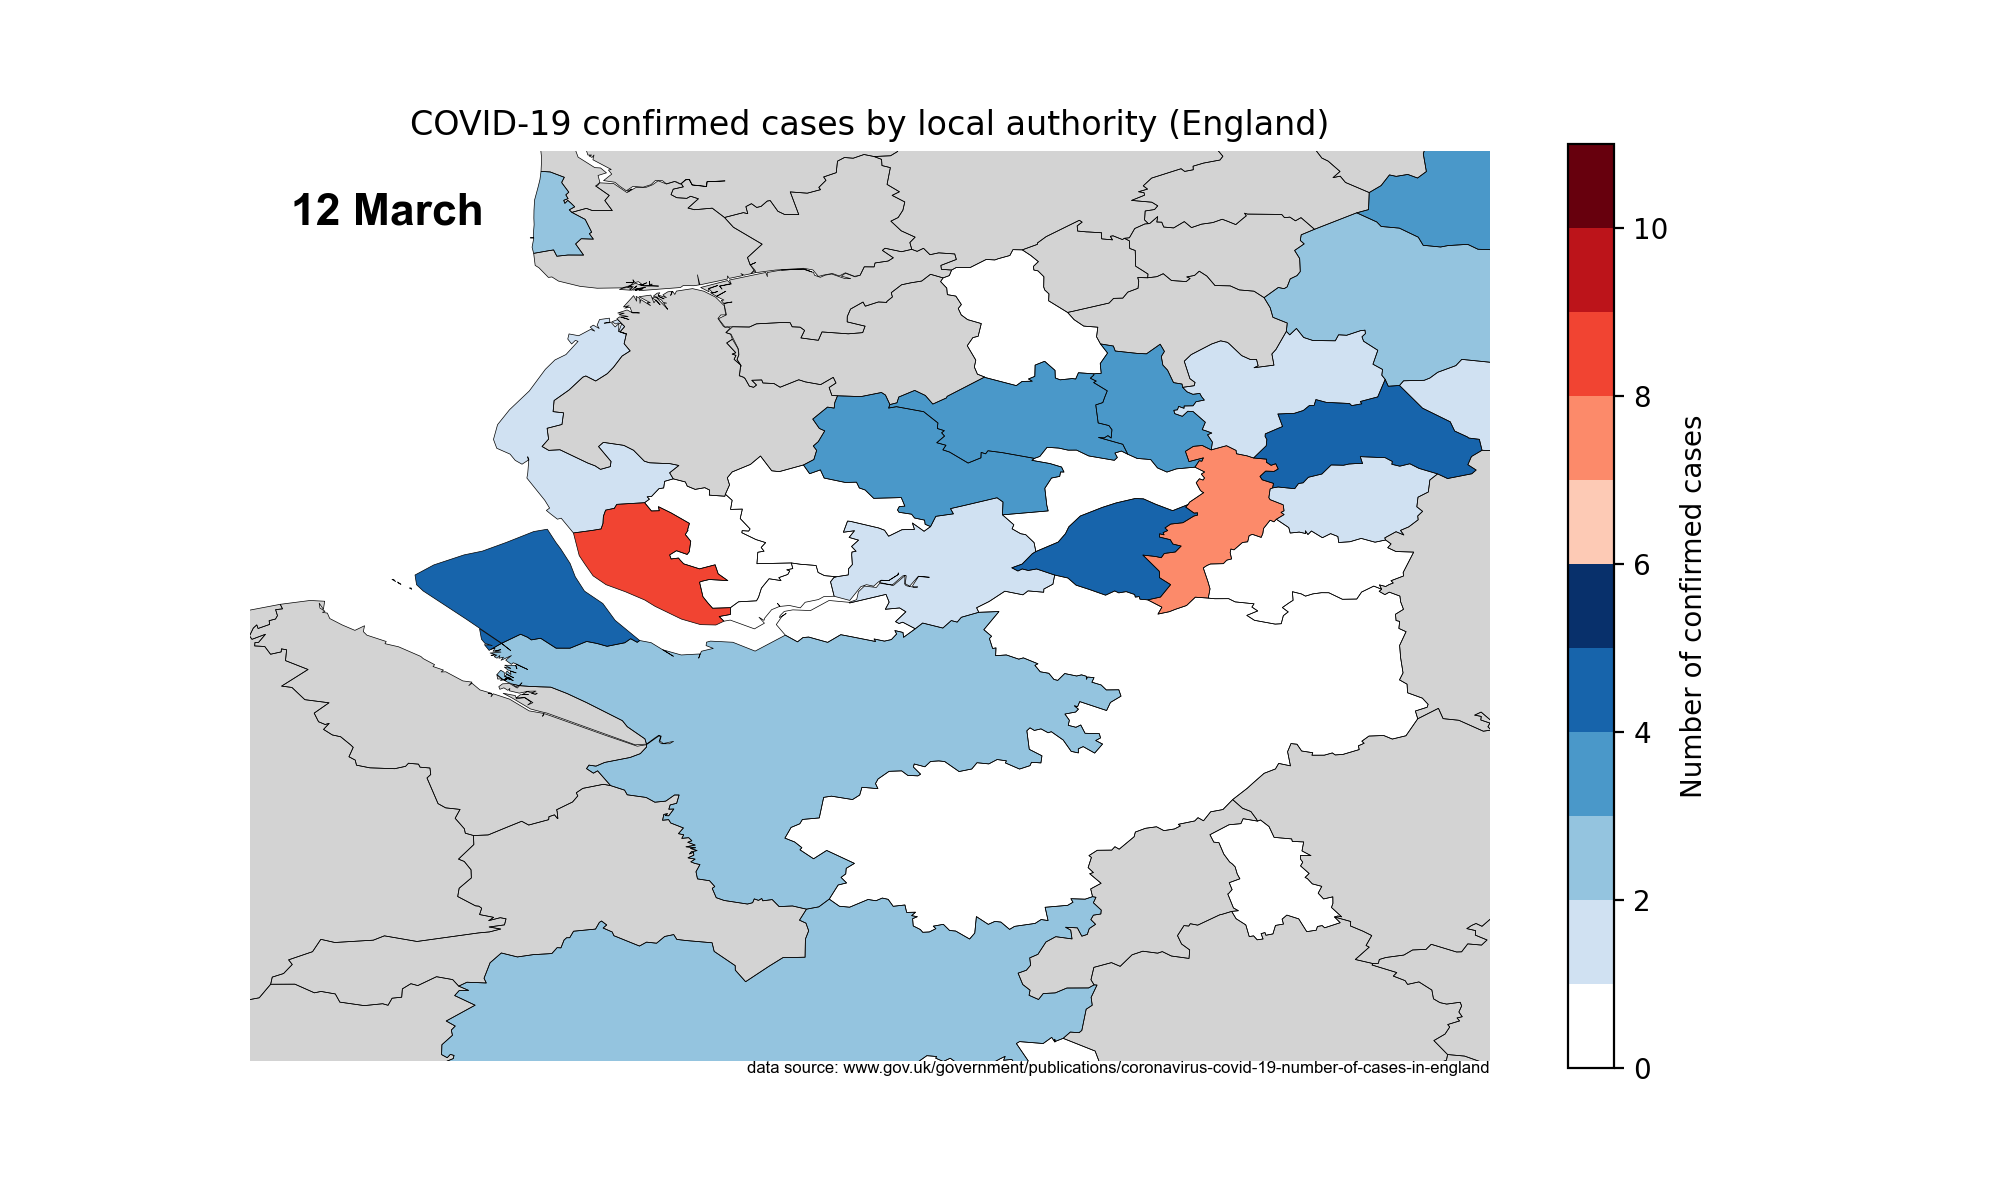 COVID-19 confirmed cases by local authority (England)
12 March
10
8
6
4
2
0
Number of confirmed cases
data source: www.gov.uk/government/publications/coronavirus-covid-19-number-of-cases-in-england